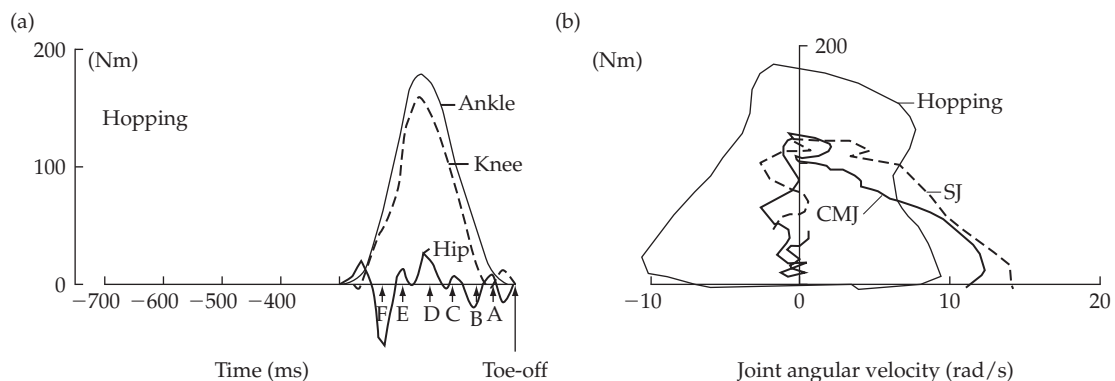 (a)
200
(Nm)
Hopping
Ankle
Knee
100
Hip
0
−700 −600 −500 −400
F E D C B A
Time (ms)
Toe-off
(b)
200
(Nm)
Hopping
SJ
CMJ
−10 0 10 20
Joint angular velocity (rad/s)